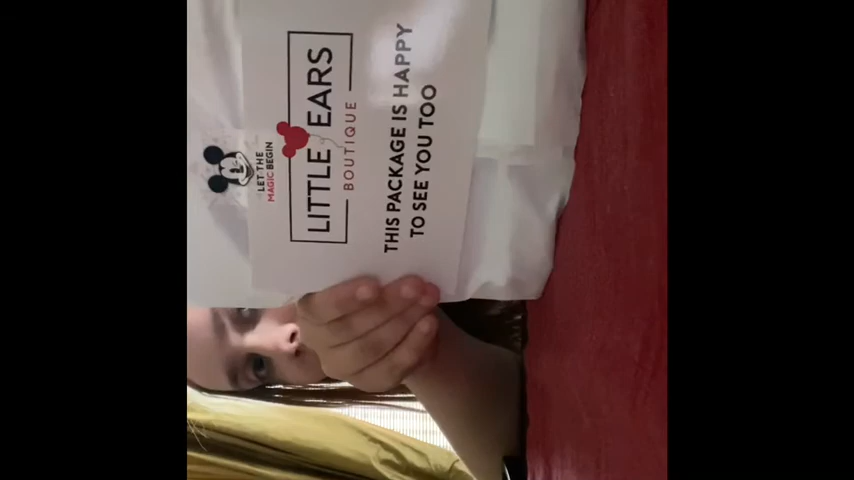 LET THE
MAGIC BEGIN
LITTLE EARS
BOUTIQUE
THIS PACKAGE IS HAPPY
TO SEE YOU TOO